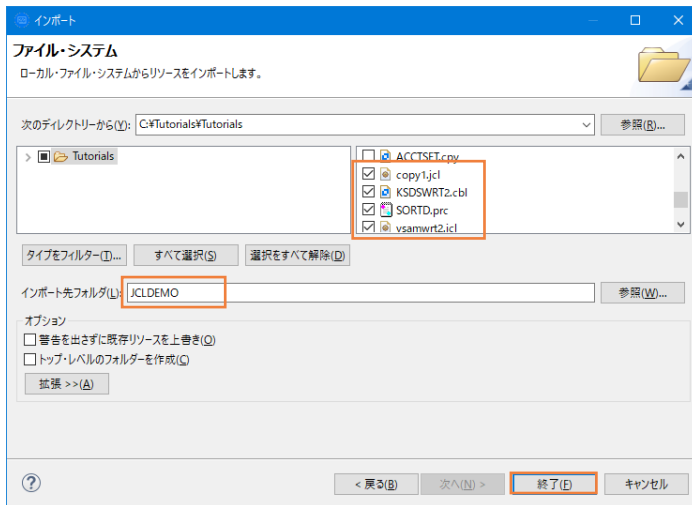 インポート
ファイル・システム
ローカル・ファイル・システムからリソースをインポートします。
次のディレクトリーから(Y): C:¥Tutorials¥Tutorials 参照(R)...
Tutorials
ACCTSET.cpy
copy1.jcl
KSDSWRT2.cbl
SORTD.prc
vsamwrt2.jcl
タイプをフィルター(T)... すべて選択(S) 選択をすべて解除(D)
インポート先フォルダ(L): JCLDEMO 参照(W)...
オプション
警告を出さずに既存リソースを上書き(O)
トップ・レベルのフォルダーを作成(C)
拡張 >>(A)
? < 戻る(B) 次へ(N) > 終了(F) キャンセル